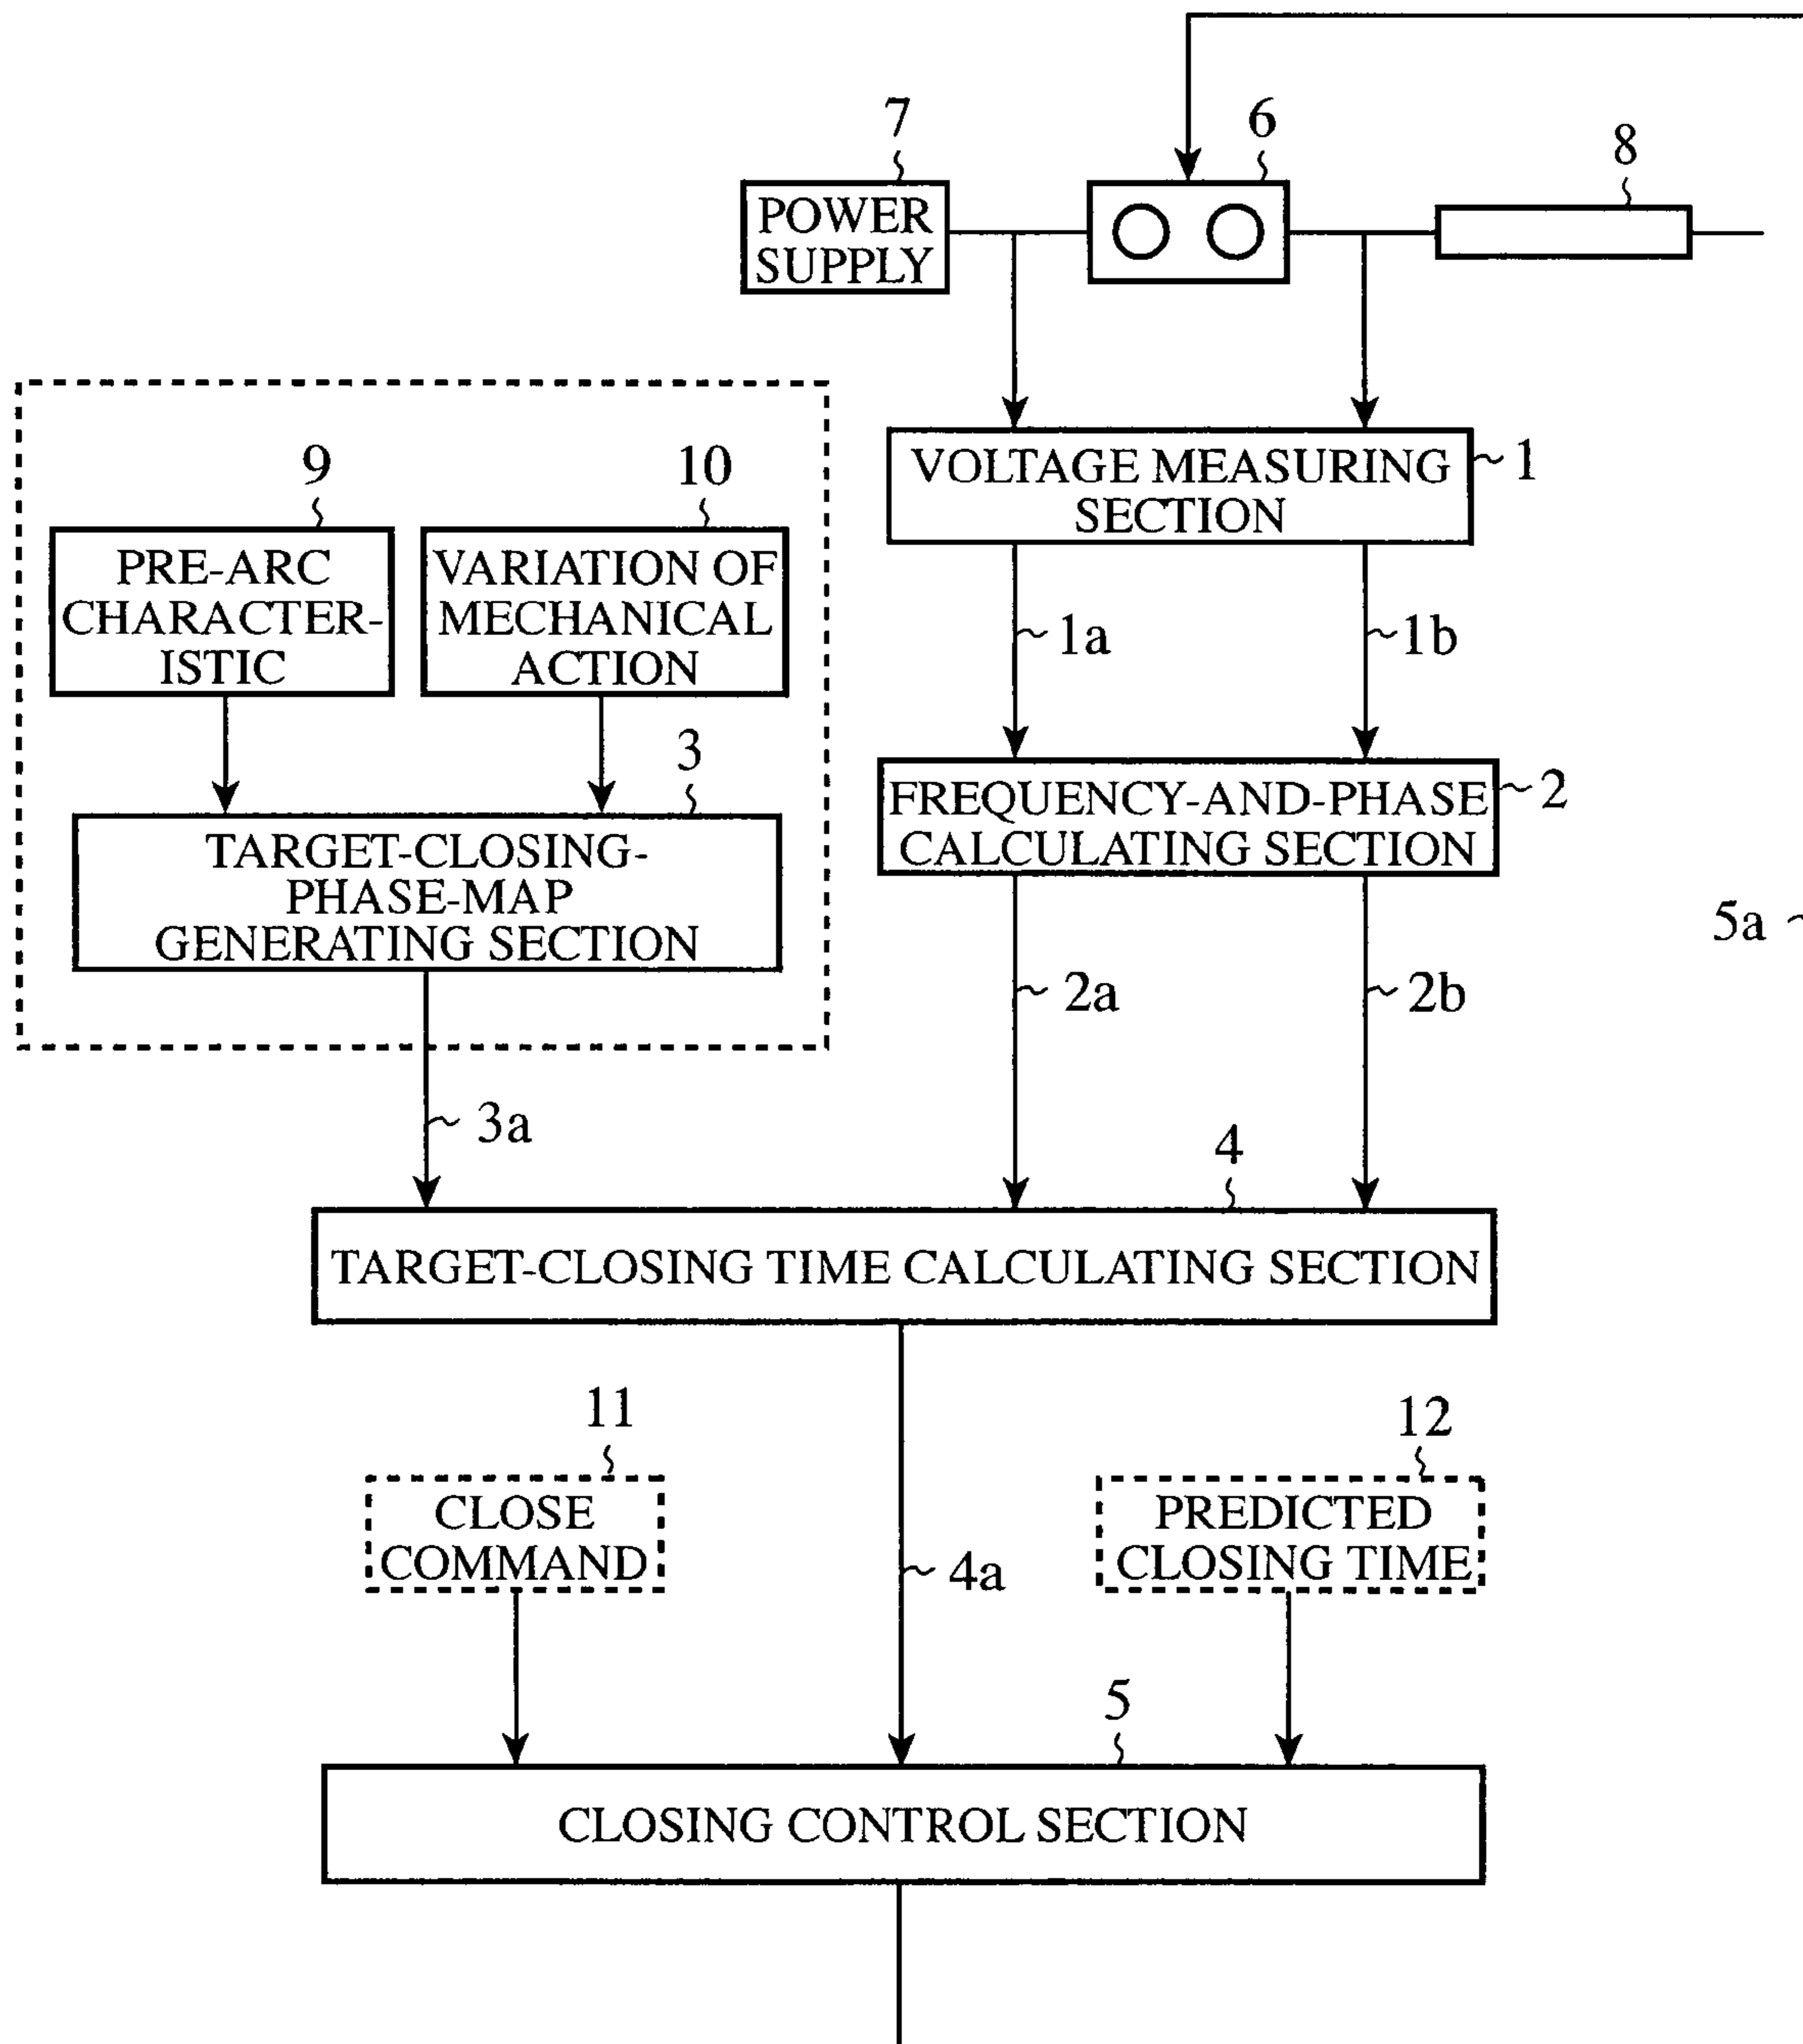 7
6
8
POWER
SUPPLY
VOLTAGE MEASURING
SECTION
1
9
10
PRE-ARC
CHARACTER-
ISTIC
VARIATION OF
MECHANICAL
ACTION
1a
1b
3
TARGET-CLOSING-
PHASE-MAP
GENERATING SECTION
FREQUENCY-AND-PHASE
CALCULATING SECTION
2
5a
2a
2b
3a
4
TARGET-CLOSING TIME CALCULATING SECTION
11
12
CLOSE
COMMAND
4a
PREDICTED
CLOSING TIME
5
CLOSING CONTROL SECTION